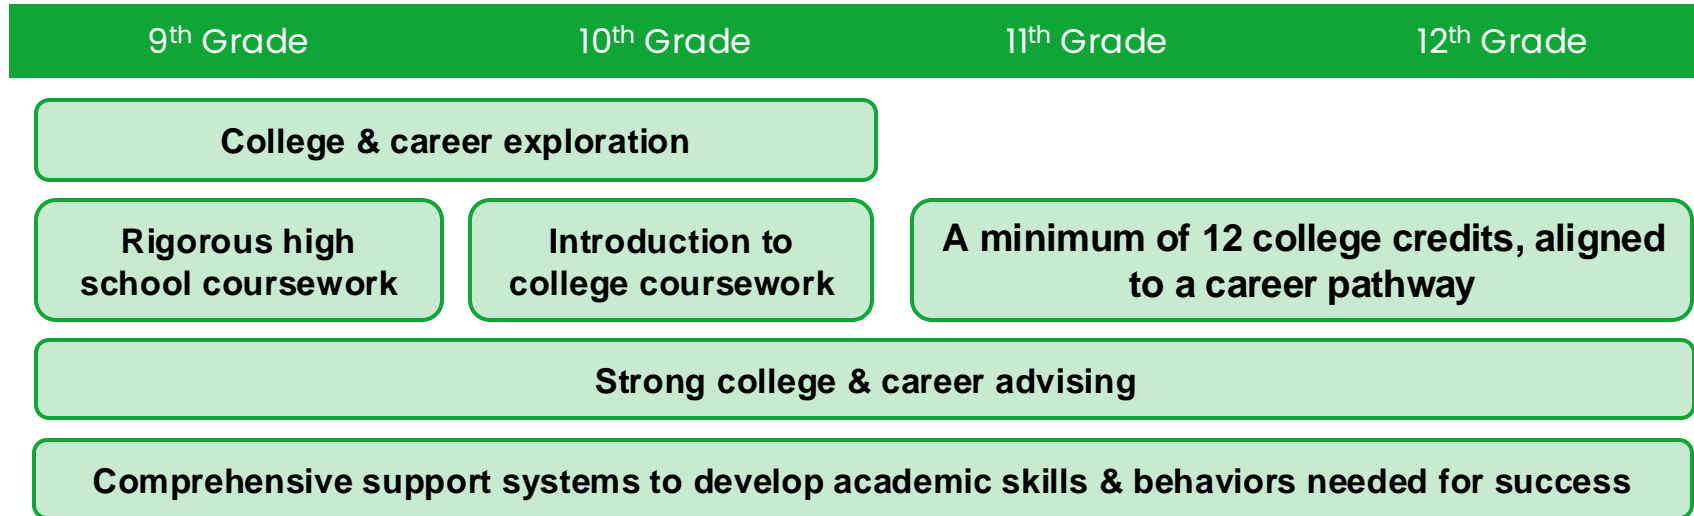 9th Grade 10th Grade 11th Grade 12th Grade
College & career exploration
Rigorous high
school coursework
Introduction to
college coursework
A minimum of 12 college credits, aligned
to a career pathway
Strong college & career advising
Comprehensive support systems to develop academic skills & behaviors needed for success